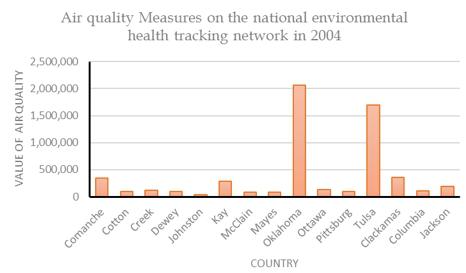 Air quality Measures on the national environmental
health tracking network in 2004
VALUE OF AIR QUALITY
2,500,000
2,000,000
1,500,000
1,000,000
500,000
0
Comanche
Cotton
Creek
Dewey
Johnston
Kay
McClain
Mayes
Oklahoma
Ottawa
Pittsburg
Tulsa
Clackamas
Columbia
Jackson
COUNTRY